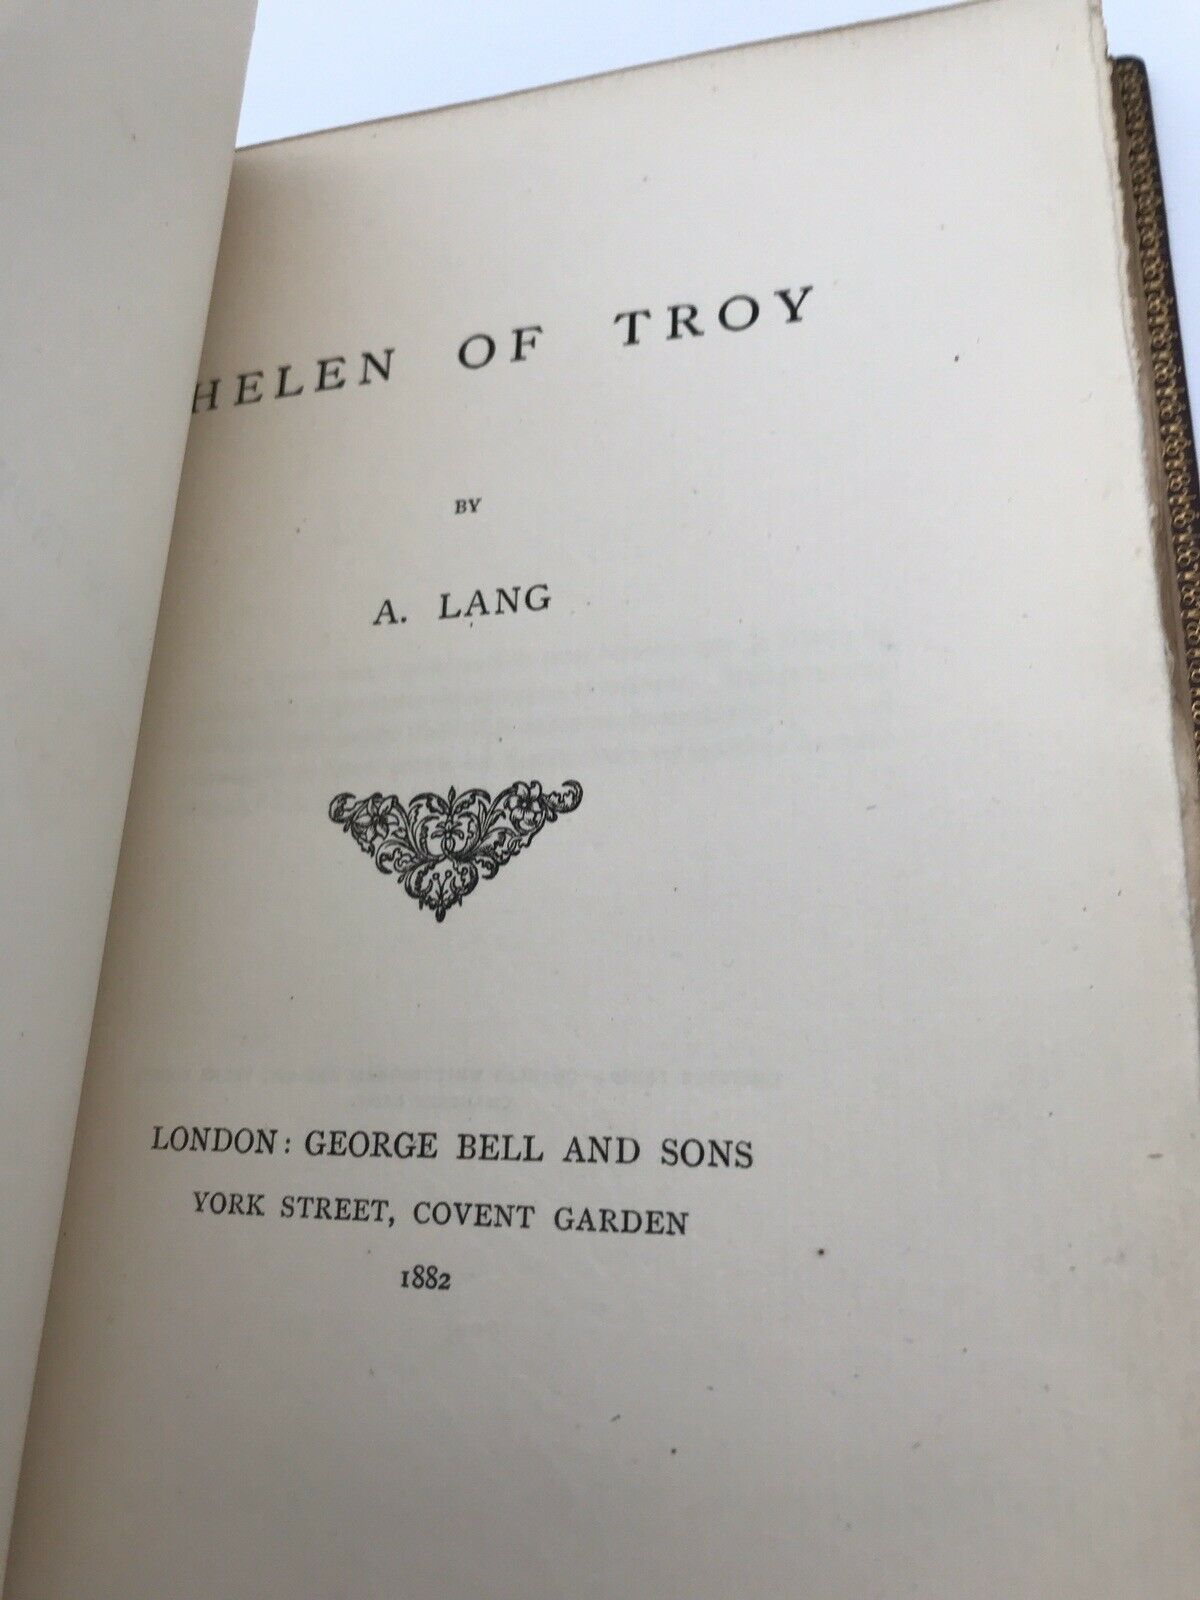 HELEN OF TROY
BY
A. LANG
LONDON: GEORGE BELL AND SONS
YORK STREET, COVENT GARDEN
1882